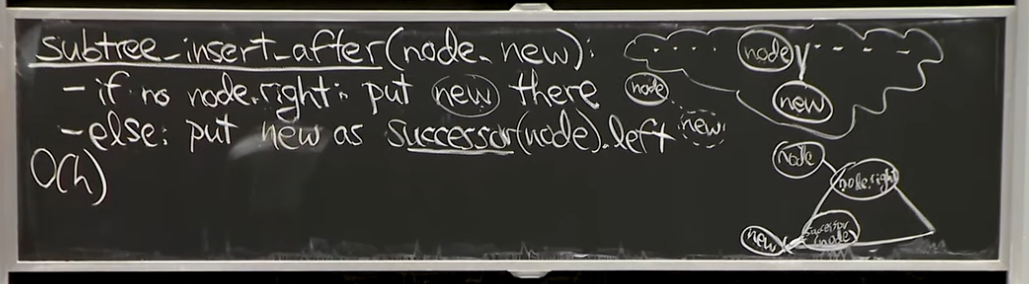 subtree_insert_after(node, new):
- if no node.right: put new there
- else: put new as successor(node).left
O(h)
node
new
node
new
node
node.right
new
successor(node)